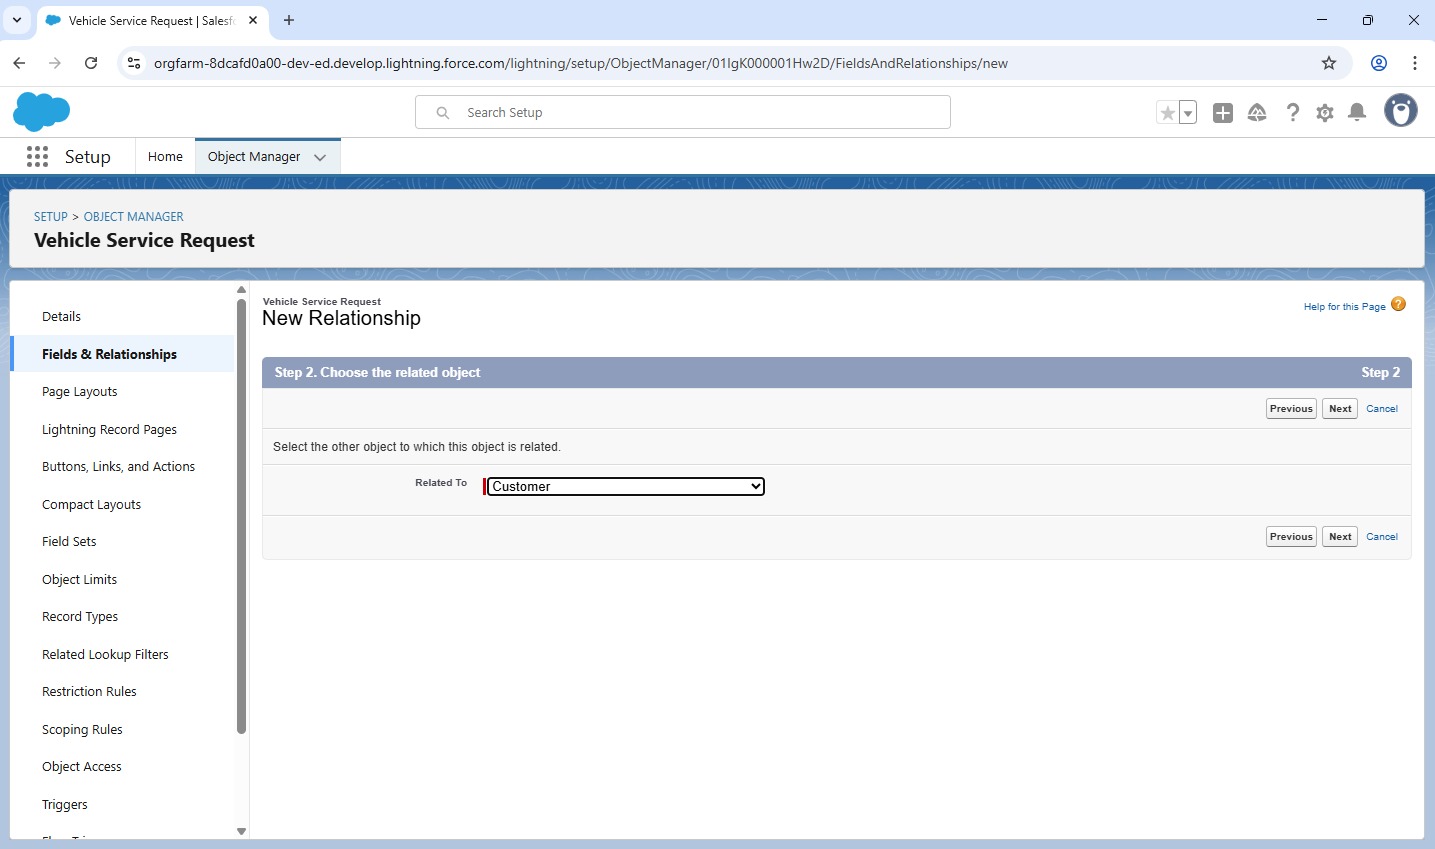 Vehicle Service Request | Salesf
orgfarm-8dcafd0a00-dev-ed.develop.lightning.force.com/lightning/setup/ObjectManager/01IgK000001Hw2D/FieldsAndRelationships/new
Search Setup
Setup
Home
Object Manager
SETUP > OBJECT MANAGER
Vehicle Service Request
Details
Fields & Relationships
Page Layouts
Lightning Record Pages
Buttons, Links, and Actions
Compact Layouts
Field Sets
Object Limits
Record Types
Related Lookup Filters
Restriction Rules
Scoping Rules
Object Access
Triggers
Vehicle Service Request
New Relationship
Help for this Page
Step 2. Choose the related object
Step 2
Previous Next Cancel
Select the other object to which this object is related.
Related To
Customer
Previous Next Cancel